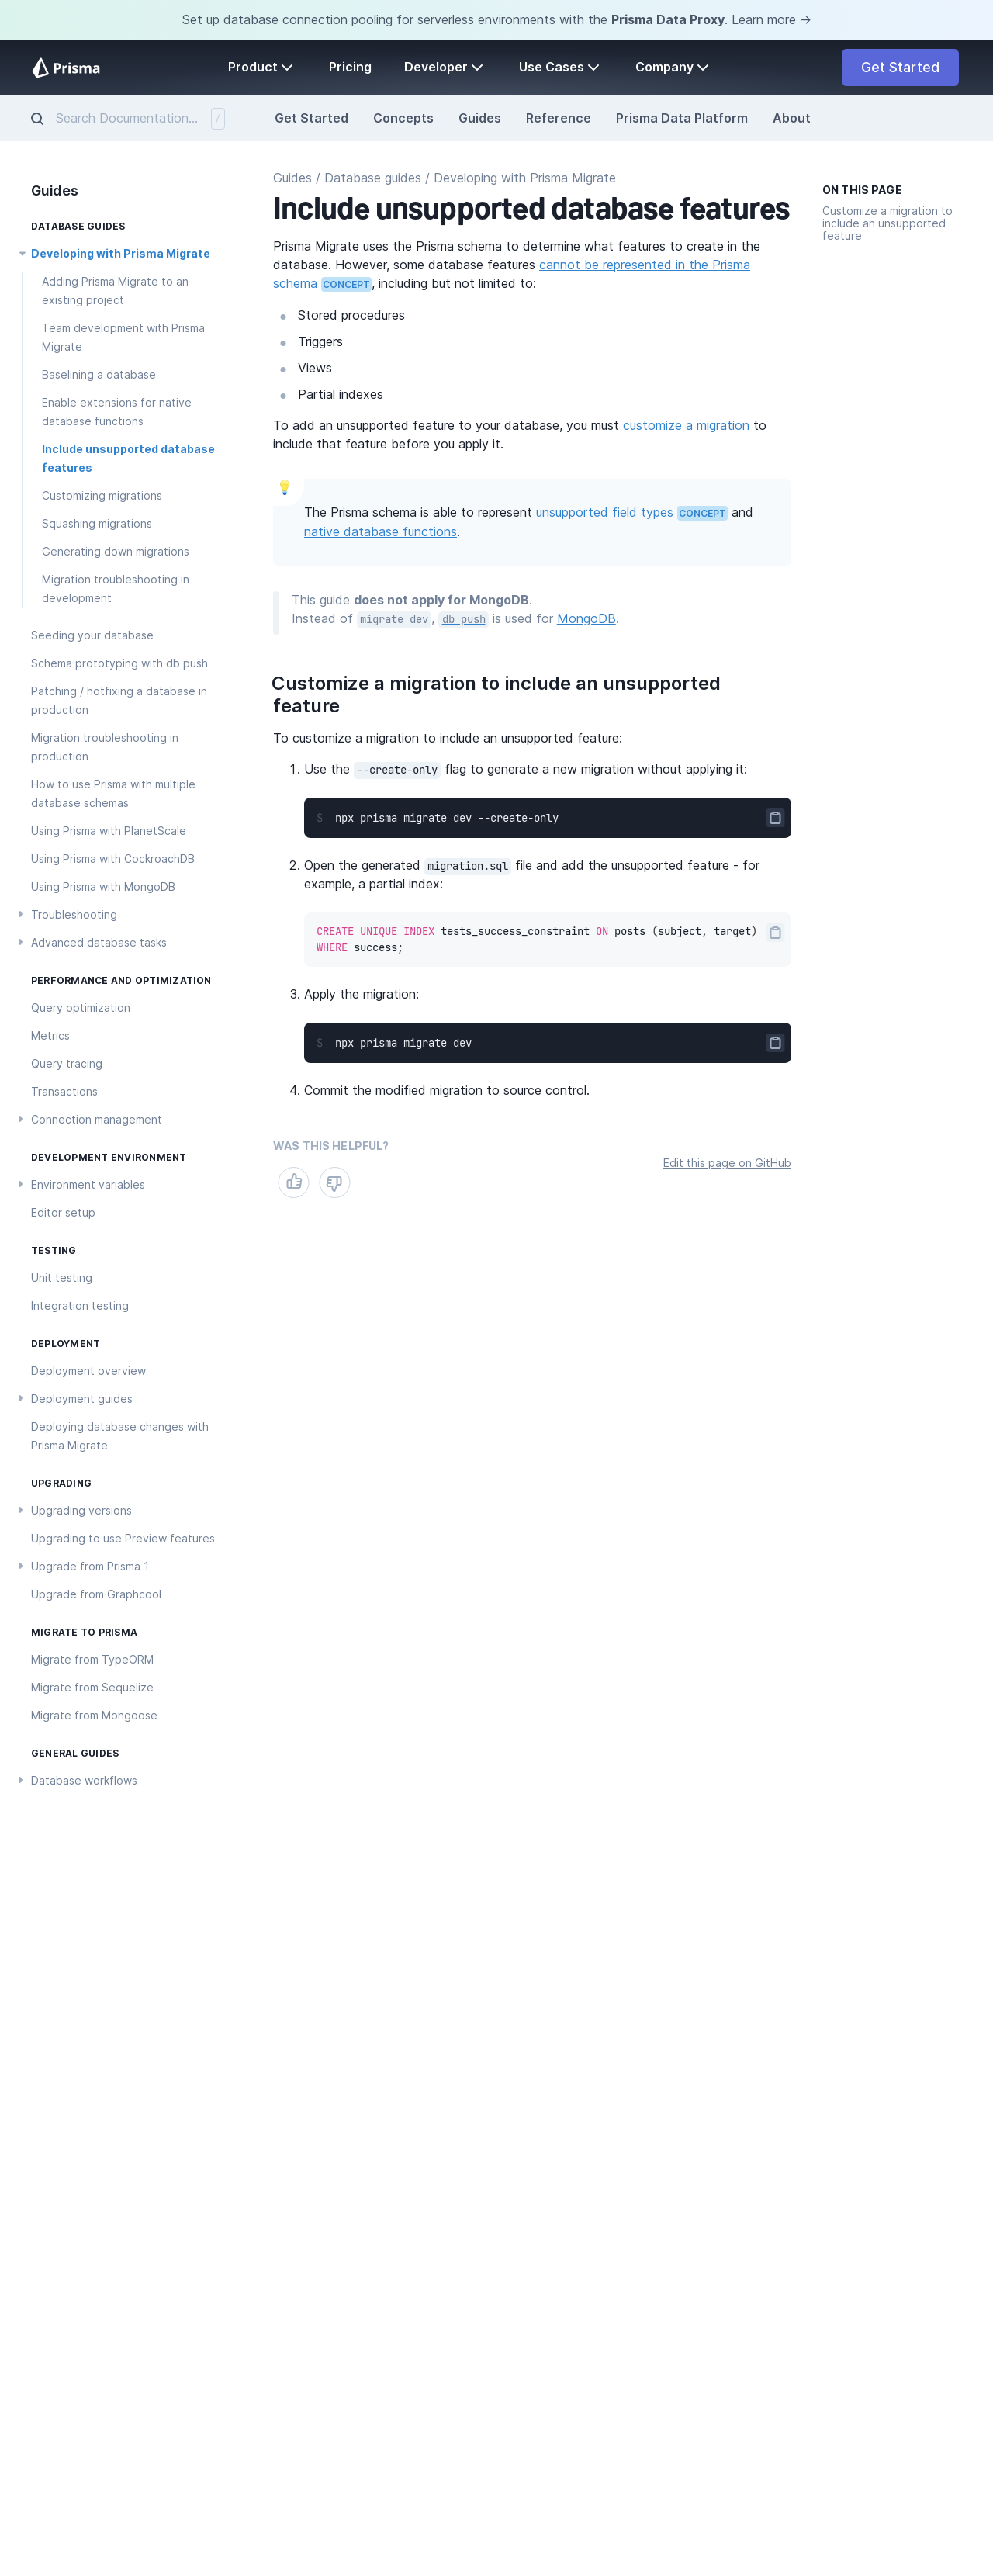 Set up database connection pooling for serverless environments with the Prisma Data Proxy. Learn more →
Prisma
Product
Pricing
Developer
Use Cases
Company
Get Started
Search Documentation...
/
Get Started
Concepts
Guides
Reference
Prisma Data Platform
About
Guides
DATABASE GUIDES
Developing with Prisma Migrate
Adding Prisma Migrate to an
existing project
Team development with Prisma
Migrate
Baselining a database
Enable extensions for native
database functions
Include unsupported database
features
Customizing migrations
Squashing migrations
Generating down migrations
Migration troubleshooting in
development
Seeding your database
Schema prototyping with db push
Patching / hotfixing a database in
production
Migration troubleshooting in
production
How to use Prisma with multiple
database schemas
Using Prisma with PlanetScale
Using Prisma with CockroachDB
Using Prisma with MongoDB
Troubleshooting
Advanced database tasks
PERFORMANCE AND OPTIMIZATION
Query optimization
Metrics
Query tracing
Transactions
Connection management
DEVELOPMENT ENVIRONMENT
Environment variables
Editor setup
TESTING
Unit testing
Integration testing
DEPLOYMENT
Deployment overview
Deployment guides
Deploying database changes with
Prisma Migrate
UPGRADING
Upgrading versions
Upgrading to use Preview features
Upgrade from Prisma 1
Upgrade from Graphcool
MIGRATE TO PRISMA
Migrate from TypeORM
Migrate from Sequelize
Migrate from Mongoose
GENERAL GUIDES
Database workflows
Guides / Database guides / Developing with Prisma Migrate
Include unsupported database features
Prisma Migrate uses the Prisma schema to determine what features to create in the
database. However, some database features cannot be represented in the Prisma
schema CONCEPT, including but not limited to:
Stored procedures
Triggers
Views
Partial indexes
To add an unsupported feature to your database, you must customize a migration to
include that feature before you apply it.
The Prisma schema is able to represent unsupported field types CONCEPT and
native database functions.
This guide does not apply for MongoDB.
Instead of migrate dev, db push is used for MongoDB.
Customize a migration to include an unsupported
feature
To customize a migration to include an unsupported feature:
1. Use the --create-only flag to generate a new migration without applying it:
$ npx prisma migrate dev --create-only
2. Open the generated migration.sql file and add the unsupported feature - for
example, a partial index:
CREATE UNIQUE INDEX tests_success_constraint ON posts (subject, target)
WHERE success;
3. Apply the migration:
$ npx prisma migrate dev
4. Commit the modified migration to source control.
WAS THIS HELPFUL?
Edit this page on GitHub
ON THIS PAGE
Customize a migration to
include an unsupported
feature